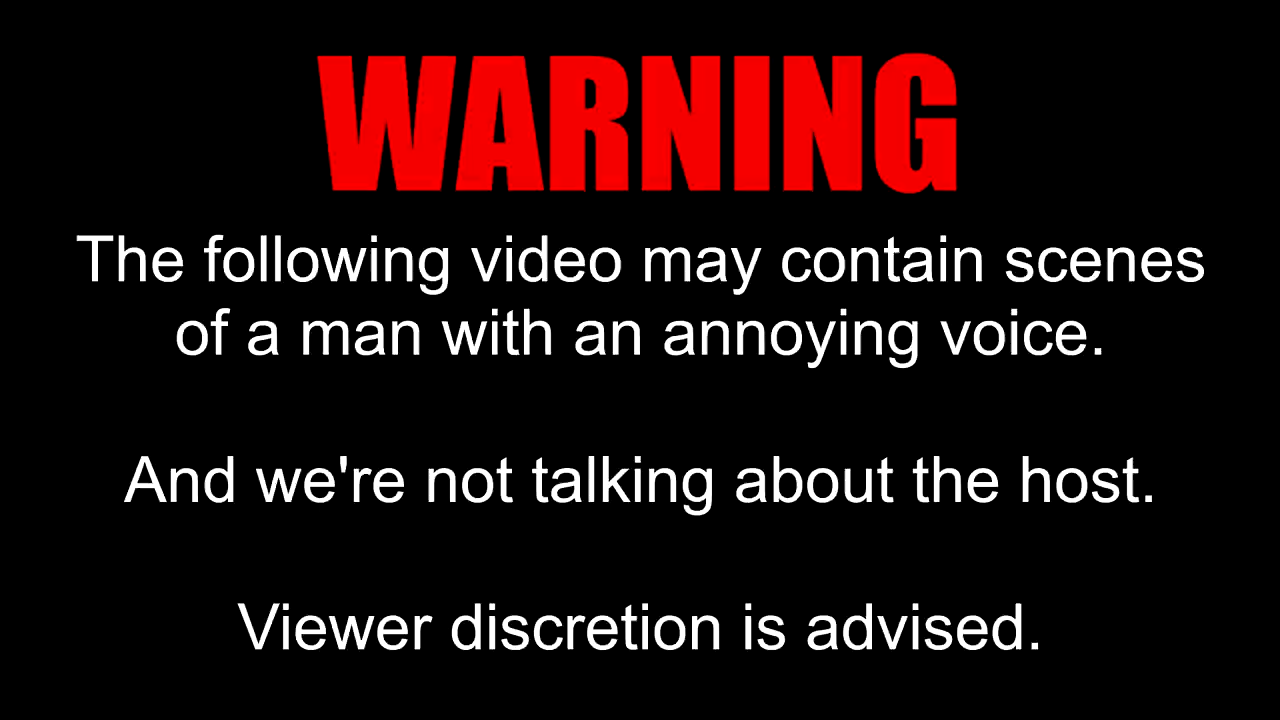 WARNING
The following video may contain scenes
of a man with an annoying voice.
And we're not talking about the host.
Viewer discretion is advised.